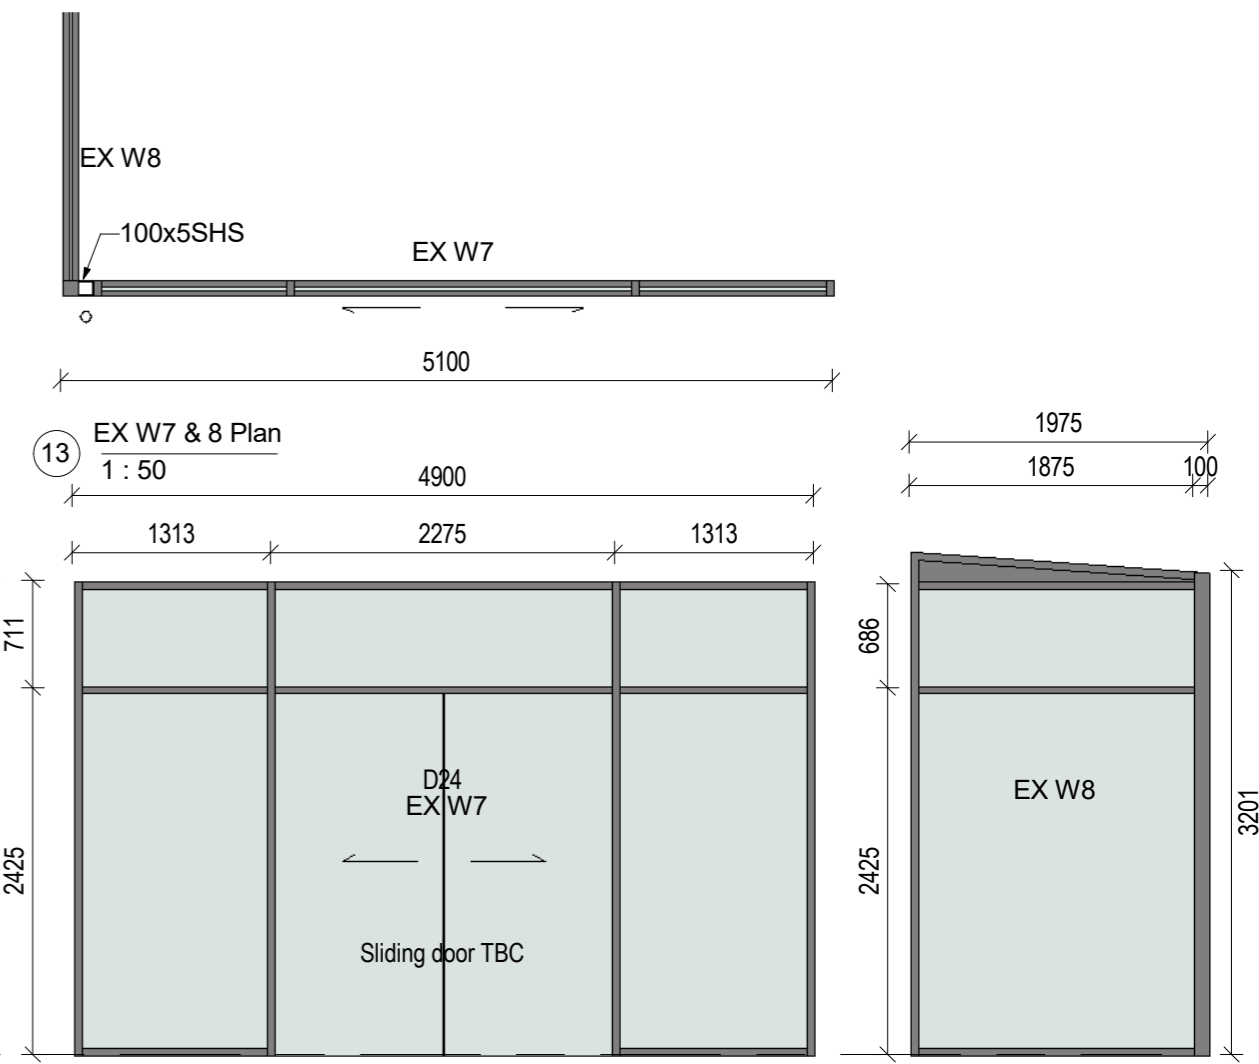 EX W8
100x5SHS
EX W7
5100
13
EX W7 & 8 Plan
1 : 50
4900
1313
2275
1313
711
2425
D24
EX W7
Sliding door TBC
1975
1875
100
686
2425
EX W8
3201